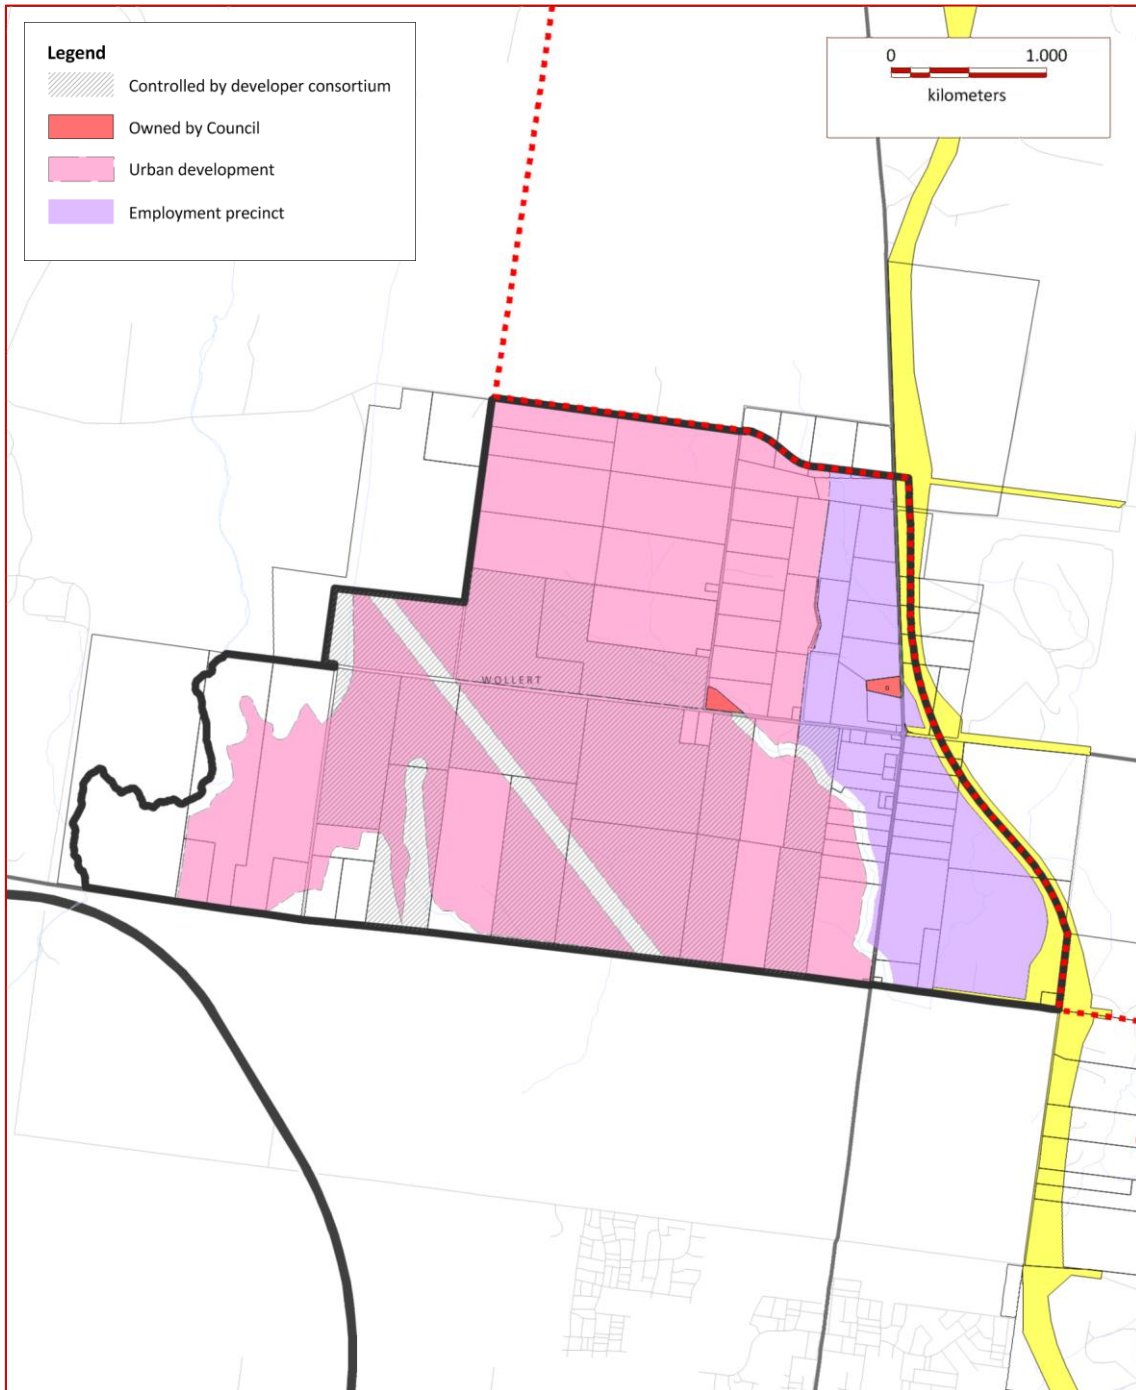 Legend
Controlled by developer consortium
Owned by Council
Urban development
Employment precinct
0 1.000
kilometers
WOLLERT